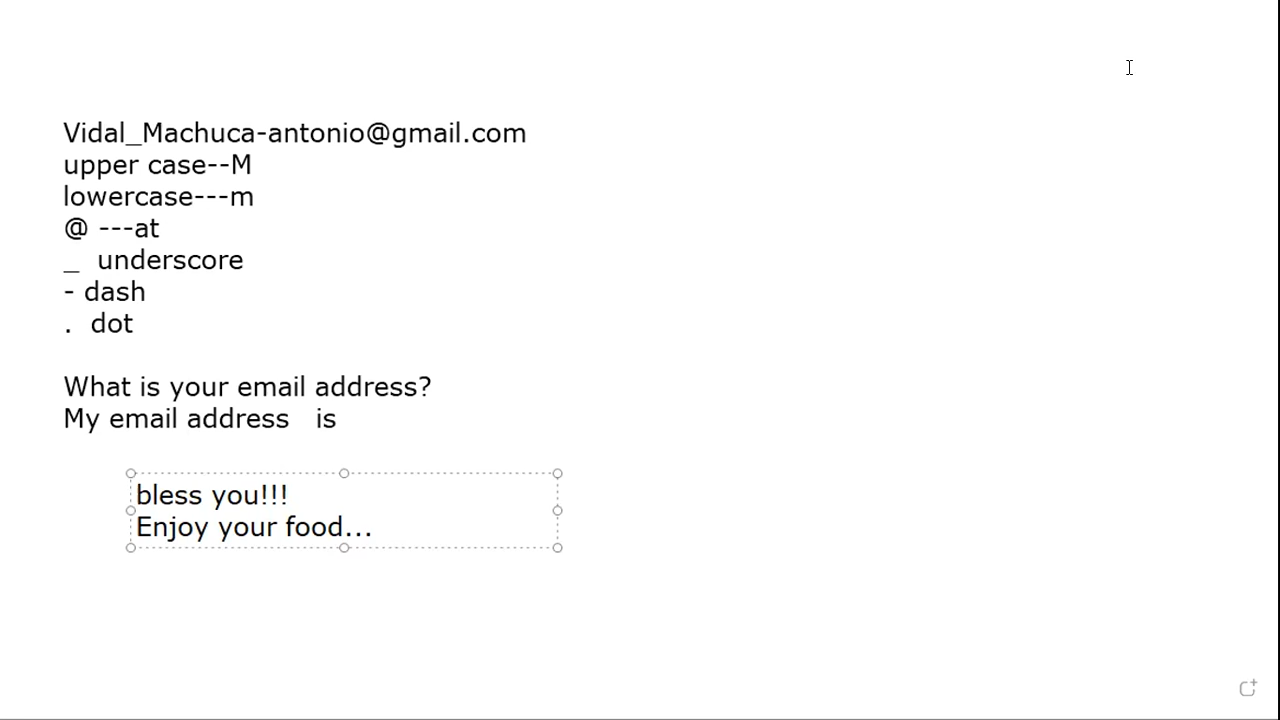 Vidal_Machuca-antonio@gmail.com
upper case--M
lowercase---m
@ ---at
_  underscore
- dash
.  dot
What is your email address?
My email address   is
bless you!!!
Enjoy your food...